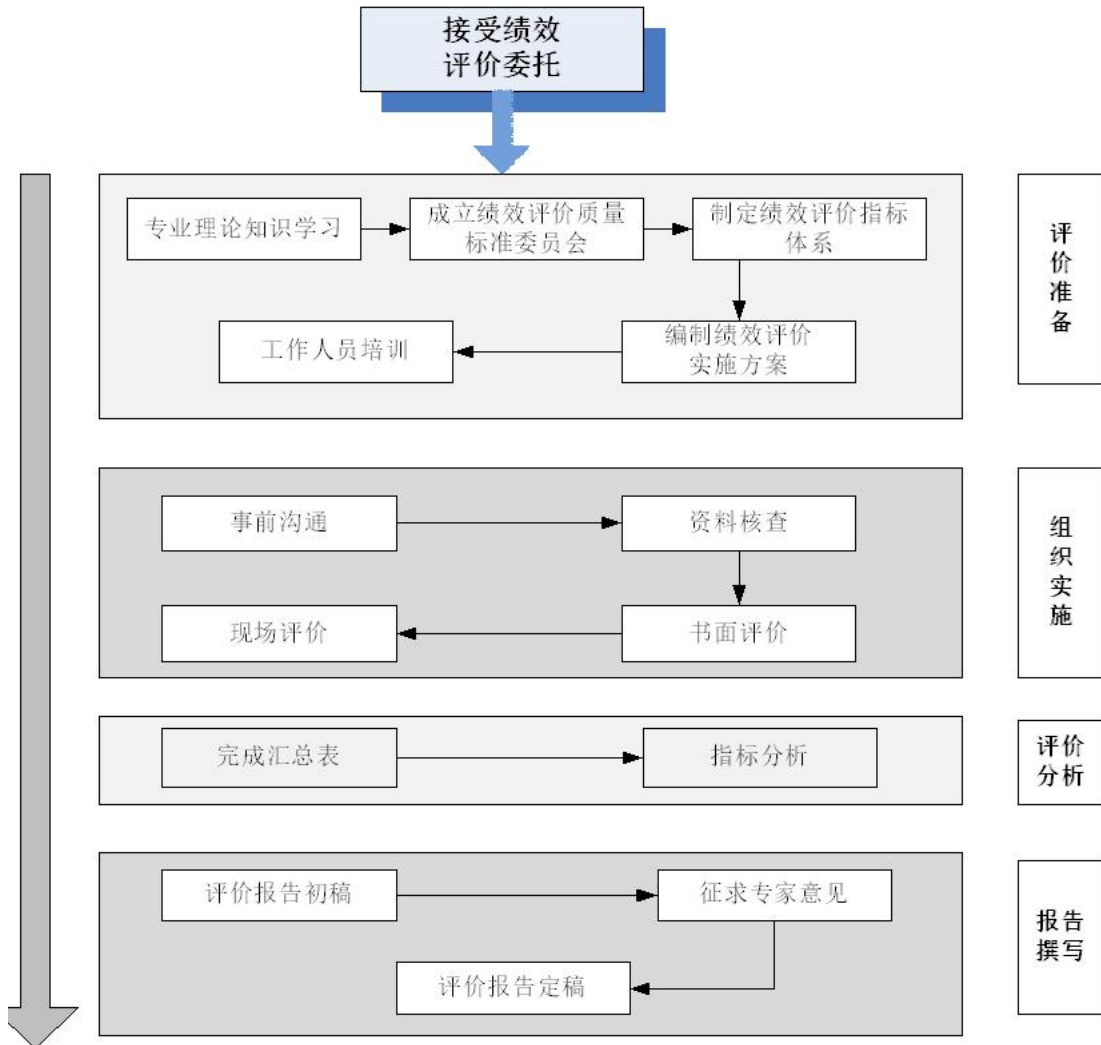 接受绩效
评价委托
专业理论知识学习
成立绩效评价质量
标准委员会
制定绩效评价指标
体系
工作人员培训
编制绩效评价
实施方案
评
价
准
备
事前沟通
资料核查
现场评价
书面评价
组
织
实
施
完成汇总表
指标分析
评价
分析
评价报告初稿
征求专家意见
评价报告定稿
报告
撰写